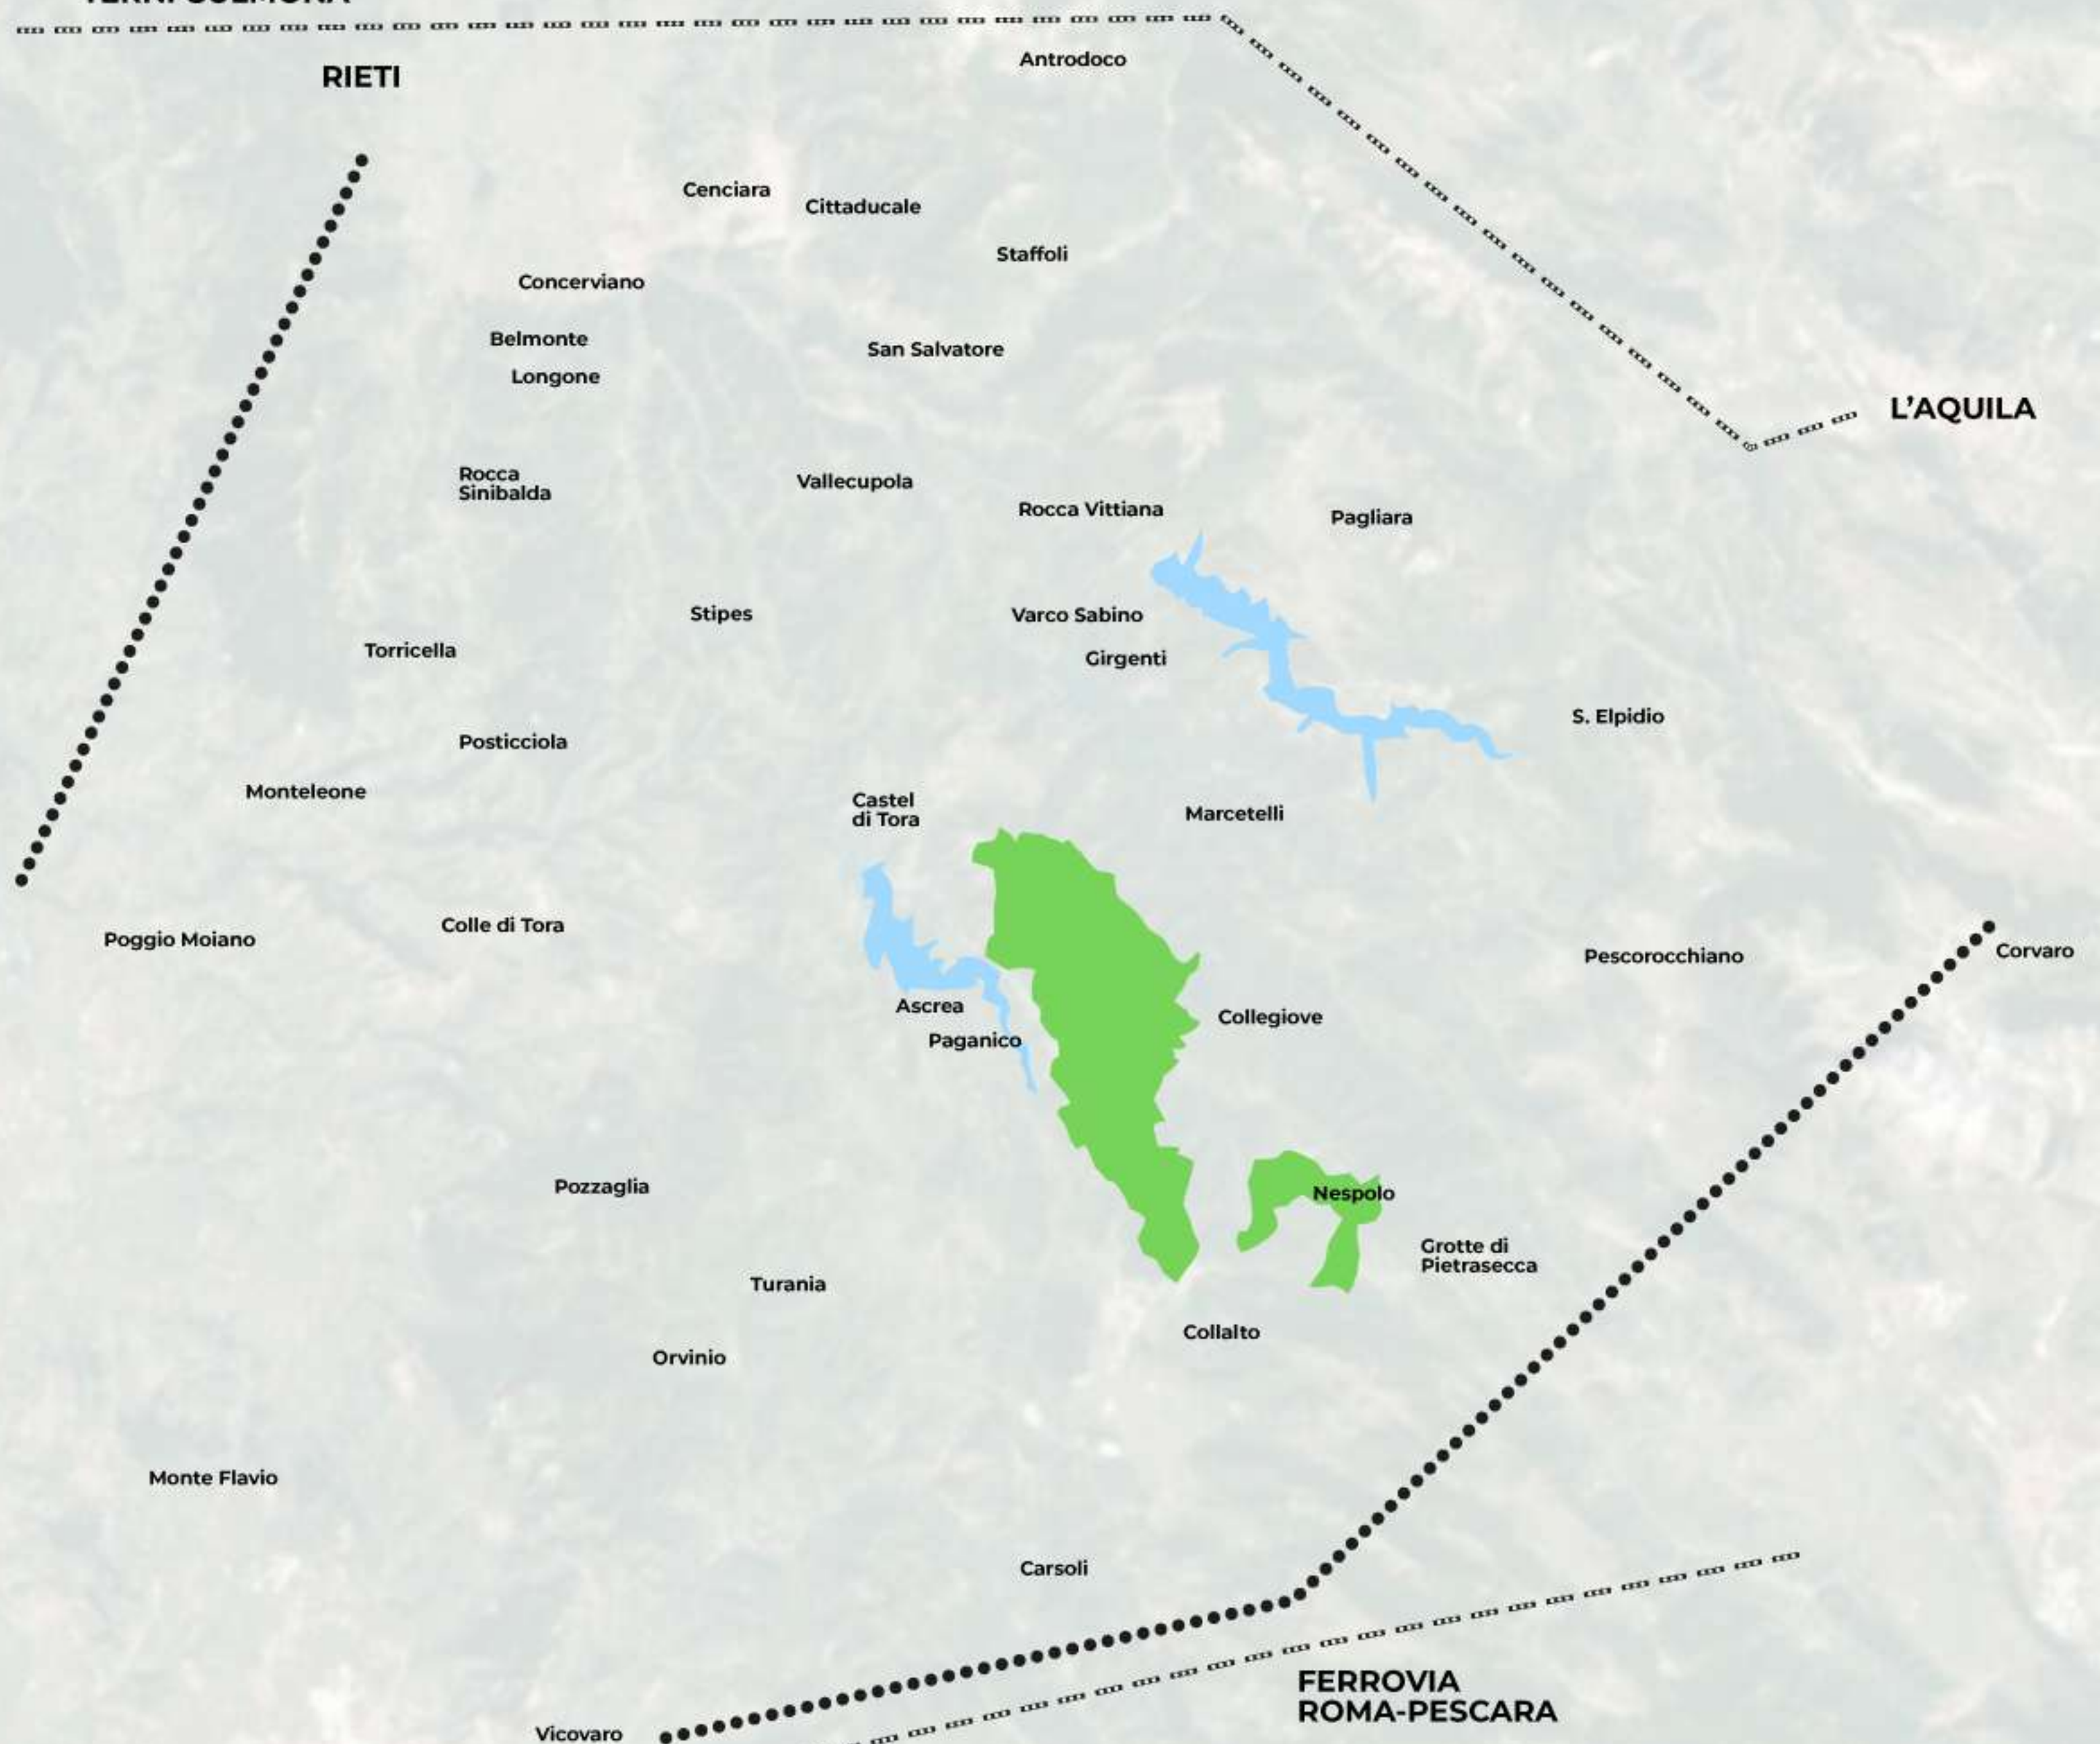 RIETI
Antrodoco
Cenciara
Cittaducale
Staffoli
Concerviano
Belmonte
San Salvatore
Longone
L'AQUILA
Rocca
Sinibalda
Vallecupola
Rocca Vittiana
Pagliara
Stipes
Varco Sabino
Torricella
Girgenti
S. Elpidio
Posticciola
Monteleone
Castel
di Tora
Marcetelli
Poggio Moiano
Colle di Tora
Pescorocchiano
Corvaro
Ascrea
Collegiove
Paganico
Pozzaglia
Nespolo
Grotte di
Pietrasecca
Turania
Collalto
Orvinio
Monte Flavio
Carsoli
FERROVIA
ROMA-PESCARA
Vicovaro